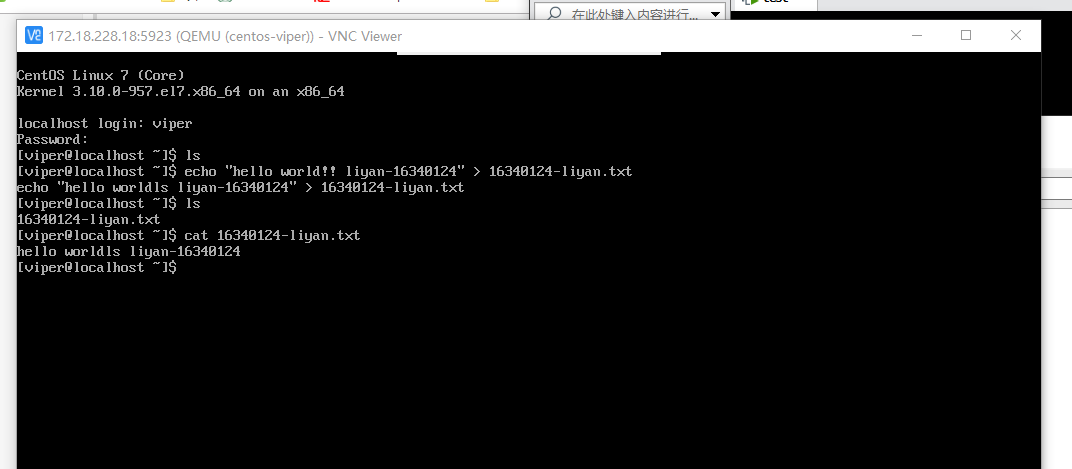 在此处键入内容进行...
172.18.228.18:5923 (QEMU (centos-viper)) - VNC Viewer
CentOS Linux 7 (Core)
Kernel 3.10.0-957.el7.x86_64 on an x86_64
localhost login: viper
Password:
[viper@localhost ~]$ ls
[viper@localhost ~]$ echo "hello world!! liyan-16340124" > 16340124-liyan.txt
echo "hello worldls liyan-16340124" > 16340124-liyan.txt
[viper@localhost ~]$ ls
16340124-liyan.txt
[viper@localhost ~]$ cat 16340124-liyan.txt
hello worldls liyan-16340124
[viper@localhost ~]$